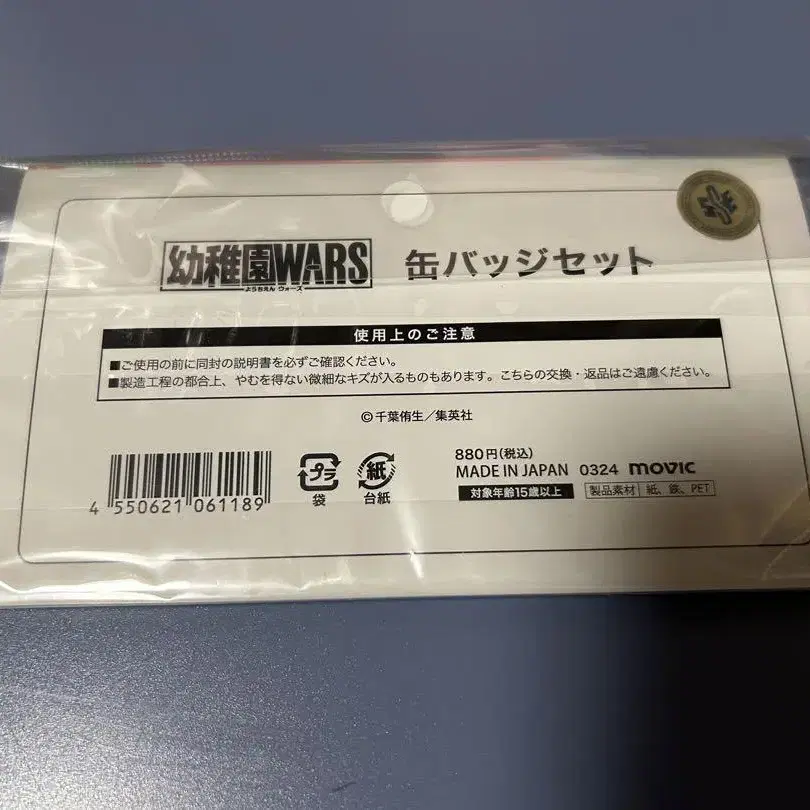 幼稚園WARS
ようちえん ウォーズ
缶バッジセット
使用上のご注意
■ご使用の前に同封の説明書を必ずご確認ください。
■製造工程の都合上、やむを得ない微細なキズが入るものもあります。こちらの交換・返品はご遠慮ください。
©千葉侑生／集英社
4 550621 061189
プラ
袋
紙
台紙
880円(税込)
MADE IN JAPAN 0324 movic
対象年齢15歳以上
製品素材 紙、鉄、PET